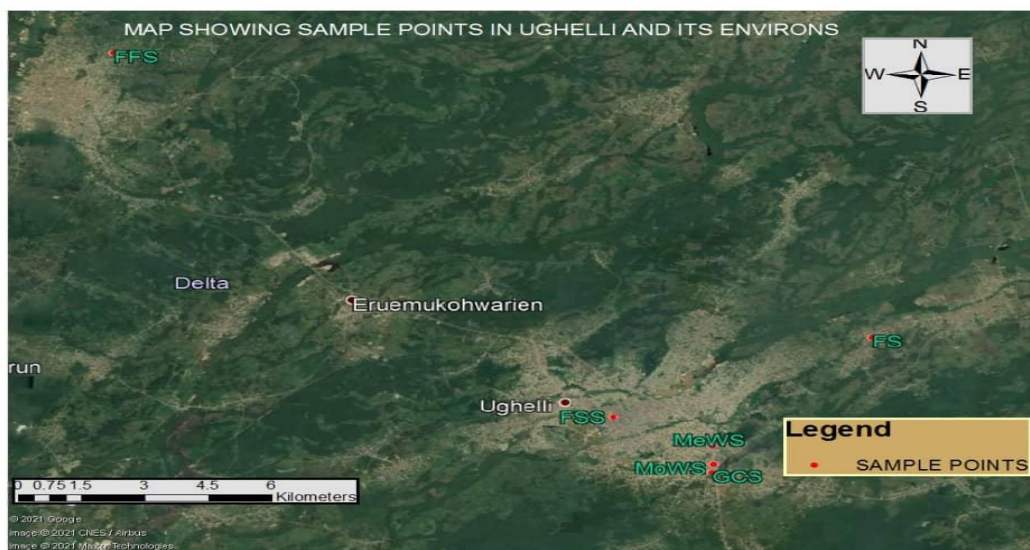 MAP SHOWING SAMPLE POINTS IN UGHELLI AND ITS ENVIRONS
FFS
N
W E
S
Delta
Eruemukohwarien
FS
run
Ughelli
FSS
Legend
MeWS
SAMPLE POINTS
MoWS
GCS
0 0.75 1.5 3 4.5 6
Kilometers
© 2021 Google
Image © 2021 CNES / Airbus
Image © 2021 Maxar Technologies